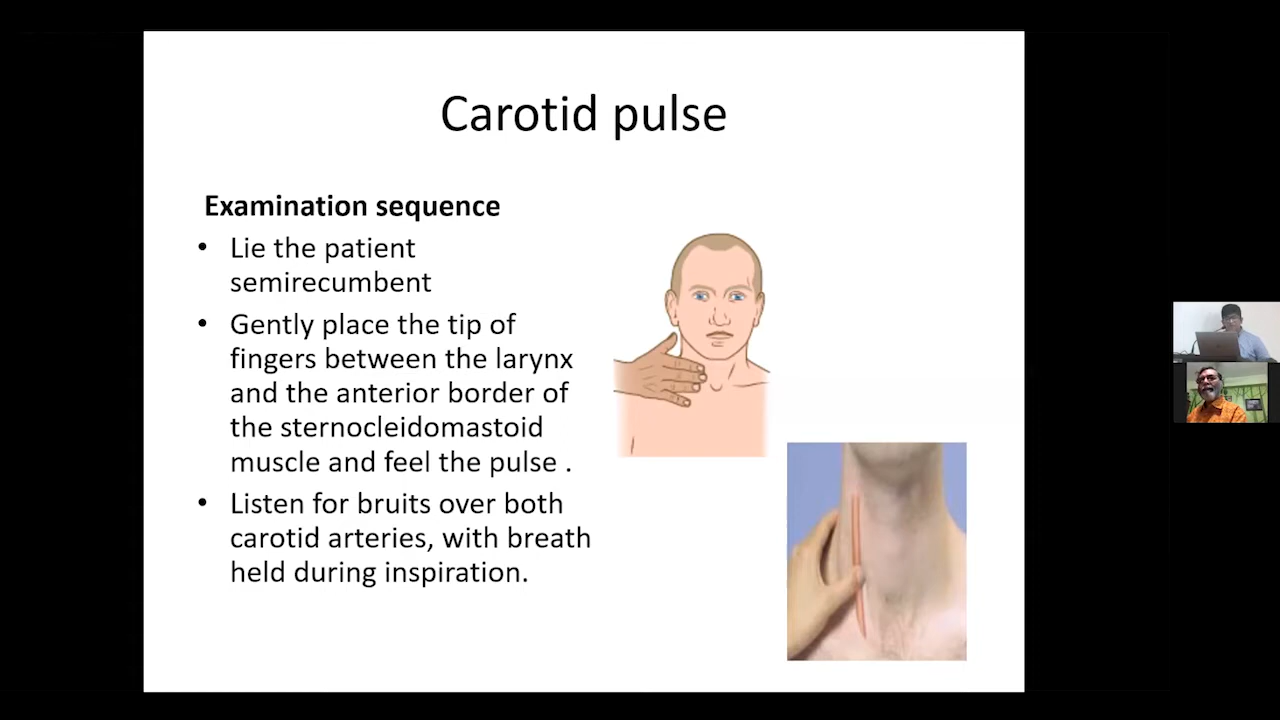 Carotid pulse
Examination sequence
• Lie the patient
semirecumbent
• Gently place the tip of
fingers between the larynx
and the anterior border of
the sternocleidomastoid
muscle and feel the pulse .
• Listen for bruits over both
carotid arteries, with breath
held during inspiration.